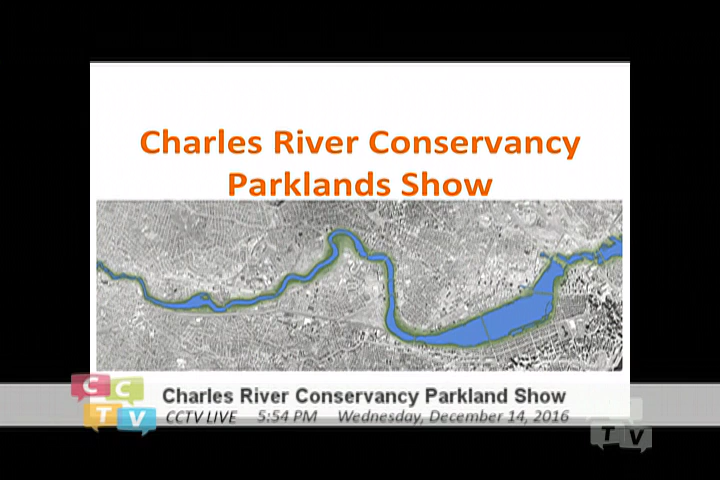 Charles River Conservancy
Parklands Show
CCTV
Charles River Conservancy Parkland Show
CCTV LIVE 5:54 PM Wednesday, December 14, 2016
TV